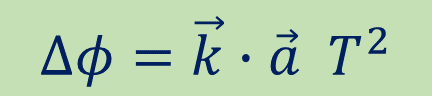 Δϕ = k⃗ · a⃗ T²